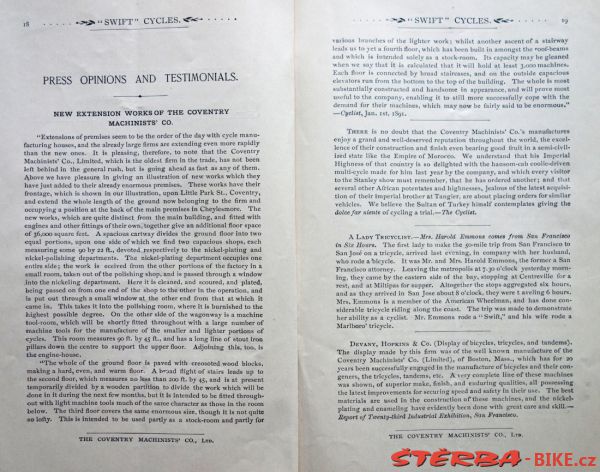 18 "SWIFT" CYCLES.
PRESS OPINIONS AND TESTIMONIALS.
NEW EXTENSION WORKS OF THE COVENTRY
MACHINISTS' CO.
"Extensions of premises seem to be the order of the day with cycle manu-
facturing houses, and the already large firms are extending even more rapidly
than the new ones. It is pleasing, therefore, to note that the Coventry
Machinists' Co., Limited, which is the oldest firm in the trade, has not been
left behind in the general rush, but is going ahead as fast as any of them.
Above we have pleasure in giving an illustration of new works which they
have just added to their already enormous premises. These works have their
frontage, which is shown in our illustration, upon Little Park St., Coventry,
and extend the whole length of the ground now belonging to the firm and
occupying a position at the back of the main premises in Cheylesmore. The
new works, which are quite distinct from the main building, and fitted with
engines and other fittings of their own, together give an additional floor space
of 36,000 square feet. A spacious cartway divides the ground floor into two
equal portions, upon one side of which we find two capacious shops, each
measuring some 90 by 22 ft., devoted respectively to the nickel-plating and
nickel-polishing departments. The nickel-plating department occupies one
entire side; the work is received from the other portions of the factory in a
small room, taken out of the polishing shop, and is passed through a window
into the nickeling department. Here it is cleaned, and scoured, and plated,
being passed on from one end of the shop to the other in the operation, and
is put out through a small window at the other end from that at which it
came in. This takes it into the polishing room, where it is burnished to the
highest possible degree. On the other side of the wagonway is a machine
tool-room, which will be shortly fitted throughout with a large number of
machine tools for the manufacture of the smaller and lighter portions of
cycles. This room measures 90 ft. by 45 ft., and has a long line of stout iron
pillars down the centre to support the upper floor. Adjoining this, too, is
the engine-house.
"The whole of the ground floor is paved with creosoted wood blocks,
making a hard, even, and warm floor. A broad flight of stairs leads up to
the second floor, which measures no less than 200 ft. by 45, and is at present
temporarily divided by a wooden partition to divide the work which will be
done in it during the next few months, but it is intended to be fitted through-
out with light machine tools much of the same character as those in the room
below. The third floor covers the same enormous size, though it is not quite
so lofty. This is intended to be used partly as a stock-room and partly for
THE COVENTRY MACHINISTS' CO., LTD.
"SWIFT" CYCLES. 19
various branches of the lighter work; whilst another ascent of a stairway
leads us to yet a fourth floor, which has been built in amongst the roof-beams
and which is intended solely as a stock-room. Its capacity may be gleaned
when we say that it is calculated that it will hold at least 3,000 machines.
Each floor is connected by broad staircases, and on the outside capacious
elevators run from the bottom to the top of the building. The whole is most
substantially constructed and handsome in appearance, and will prove most
useful to the company, enabling it to still more successfully cope with the
demand for their machines, which may now be fairly said to be enormous."
—Cyclist, Jan. 1st, 1891.
THERE is no doubt that the Coventry Machinists' Co.'s manufactures
enjoy a grand and well-deserved reputation throughout the world, the excel-
lence of their construction and finish even bearing good fruit in a semi-civil-
ised state like the Empire of Morocco. We understand that his Imperial
Highness of that country is so delighted with the hansom-cab coolie-driven
multi-cycle made for him last year by the company, and which every visitor
to the Stanley show must remember, that he has ordered another; and that
several other African potentates and highnesses, jealous of the latest acquisi-
tion of their imperial brother at Tangier, are about placing orders for similar
vehicles. We believe the Sultan of Turkey himself contemplates giving the
dolce far niente of cycling a trial.—The Cyclist.
A LADY TRICYCLIST.—Mrs. Harold Emmons comes from San Francisco
in Six Hours. The first lady to make the 50-mile trip from San Francisco to
San José on a tricycle, arrived last evening, in company with her husband,
who rode a bicycle. It was Mr. and Mrs. Harold Emmons, the former a San
Francisco attorney. Leaving the metropolis at 7.30 o'clock yesterday morn-
ing, they came by the eastern side of the bay, stopping at Centreville for a
rest, and at Milipas for supper. Altogether the stops aggregated six hours,
and as they arrived in San José about 8 o'clock, they were travelling 6 hours.
Mrs. Emmons is a member of the American Wheelman, and has done con-
siderable tricycle riding along the coast. The trip was made to demonstrate
her ability as a cyclist. Mr. Emmons rode a "Swift," and his wife rode a
Marlboro' tricycle.
DEVANY, HOPKINS & CO. (Display of bicycles, tricycles, and tandems).
The display made by this firm was of the well known manufacture of the
Coventry Machinists' Co. (Limited), of Boston, Mass., which has for 20
years been successfully engaged in the manufacture of bicycles and their con-
geners, the tricycles, tandems, etc. A very complete line of these machines
was shown, of superior make, finish, and enduring qualities, all possessing
the latest improvements for securing speed and safety in their use. The best
materials are used in the construction of these machines, and the nickel-
plating and enameling have evidently been done with great care and skill.—
Report of Twenty-third Industrial Exhibition, San Francisco.
THE COVENTRY MACHINISTS' CO., LTD.
ŠTĚRBA-BIKE.cz